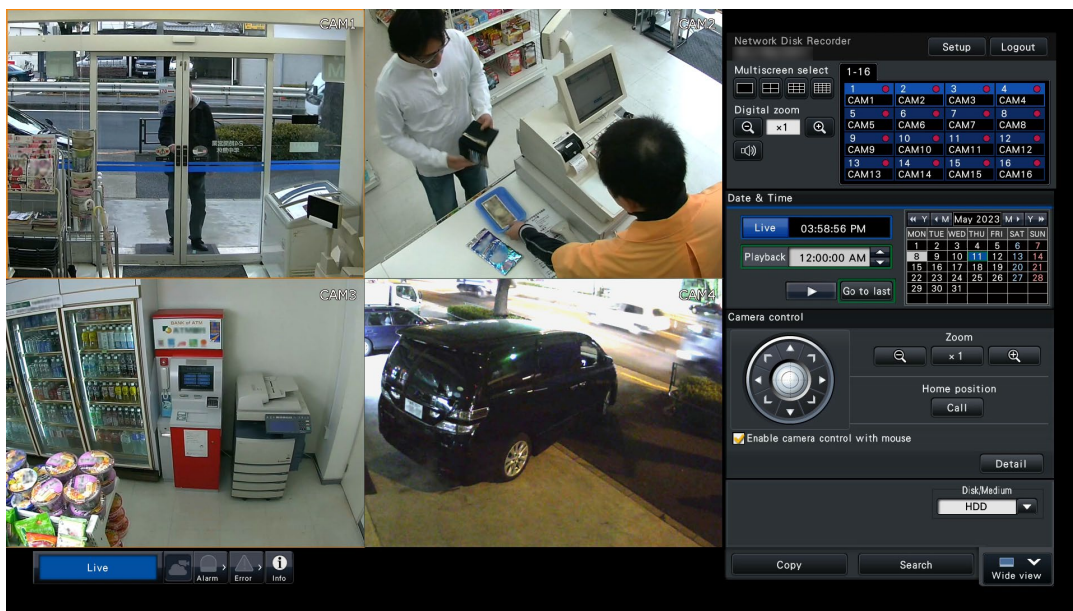 CAM1
CAM2
CAM3
BANK of ATM
CAM4
Live
Alarm
Error
Info
Network Disk Recorder
Setup
Logout
Multiscreen select
1-16
1 2 3 4
CAM1 CAM2 CAM3 CAM4
5 6 7 8
CAM5 CAM6 CAM7 CAM8
9 10 11 12
CAM9 CAM10 CAM11 CAM12
13 14 15 16
CAM13 CAM14 CAM15 CAM16
Digital zoom
×1
Date & Time
Live 03:58:56 PM
Playback 12:00:00 AM
Go to last
Y M May 2023 M Y
MON TUE WED THU FRI SAT SUN
1 2 3 4 5 6 7
8 9 10 11 12 13 14
15 16 17 18 19 20 21
22 23 24 25 26 27 28
29 30 31
Camera control
Zoom
×1
Home position
Call
Enable camera control with mouse
Detail
Disk/Medium
HDD
Copy
Search
Wide view